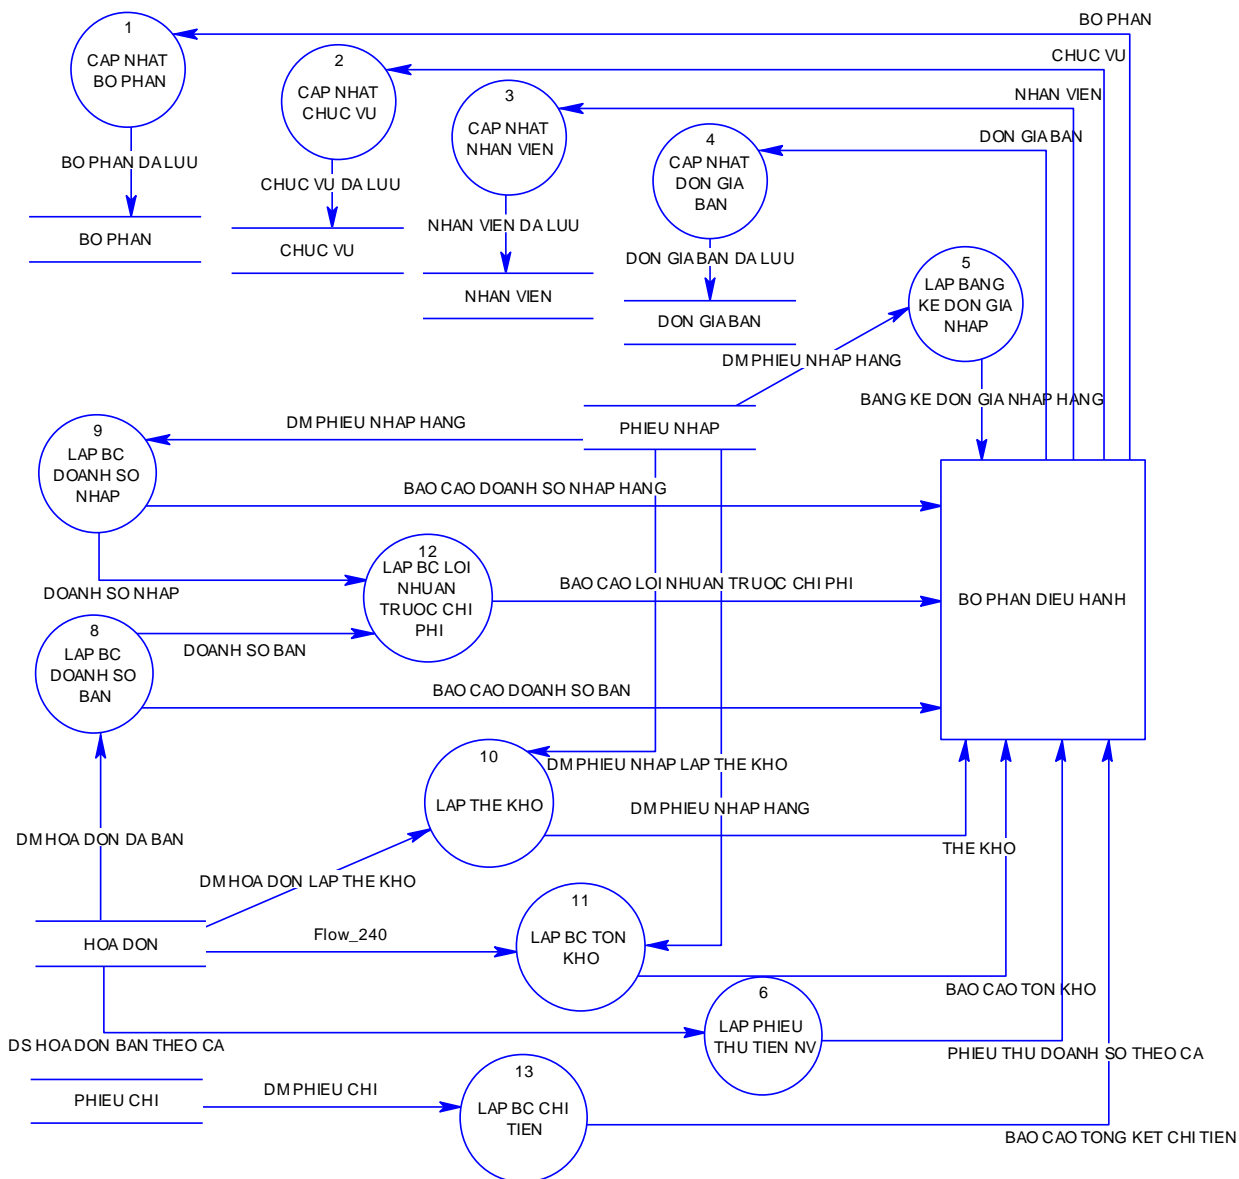 BO PHAN
1
CAP NHAT
BO PHAN
CHUC VU
2
CAP NHAT
CHUC VU
NHAN VIEN
3
CAP NHAT
NHAN VIEN
DON GIA BAN
4
CAP NHAT
DON GIA
BAN
BO PHAN DA LUU
CHUC VU DA LUU
NHAN VIEN DA LUU
DON GIA BAN DA LUU
BO PHAN
CHUC VU
NHAN VIEN
DON GIA BAN
5
LAP BANG
KE DON GIA
NHAP
DM PHIEU NHAP HANG
BANG KE DON GIA NHAP HANG
PHIEU NHAP
DM PHIEU NHAP HANG
9
LAP BC
DOANH SO
NHAP
BAO CAO DOANH SO NHAP HANG
12
LAP BC LOI
NHUAN
TRUOC CHI
PHI
DOANH SO NHAP
BAO CAO LOI NHUAN TRUOC CHI PHI
BO PHAN DIEU HANH
8
LAP BC
DOANH SO
BAN
DOANH SO BAN
BAO CAO DOANH SO BAN
10
LAP THE KHO
DM PHIEU NHAP LAP THE KHO
DM PHIEU NHAP HANG
DM HOA DON DA BAN
THE KHO
DM HOA DON LAP THE KHO
11
LAP BC TON
KHO
HOA DON
Flow_240
BAO CAO TON KHO
6
LAP PHIEU
THU TIEN NV
DS HOA DON BAN THEO CA
PHIEU THU DOANH SO THEO CA
PHIEU CHI
DM PHIEU CHI
13
LAP BC CHI
TIEN
BAO CAO TONG KET CHI TIEN